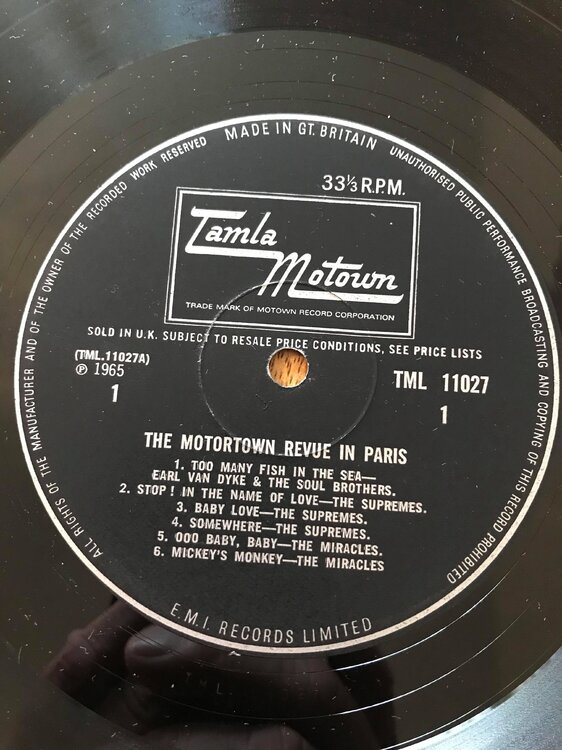 MADE IN GT. BRITAIN
UNAUTHORISED PUBLIC PERFORMANCE BROADCASTING AND COPYING OF THIS RECORD PROHIBITED
ALL RIGHTS OF THE MANUFACTURER AND OF THE OWNER OF THE RECORDED WORK RESERVED
33⅓ R.P.M.
Tamla
Motown
TRADE MARK OF MOTOWN RECORD CORPORATION
SOLD IN U.K. SUBJECT TO RESALE PRICE CONDITIONS, SEE PRICE LISTS
(TML.11027A)
℗ 1965
1
TML 11027
1
THE MOTORTOWN REVUE IN PARIS
1. TOO MANY FISH IN THE SEA—
EARL VAN DYKE & THE SOUL BROTHERS.
2. STOP! IN THE NAME OF LOVE—THE SUPREMES.
3. BABY LOVE—THE SUPREMES.
4. SOMEWHERE—THE SUPREMES.
5. OOO BABY, BABY—THE MIRACLES.
6. MICKEY'S MONKEY—THE MIRACLES
E.M.I. RECORDS LIMITED